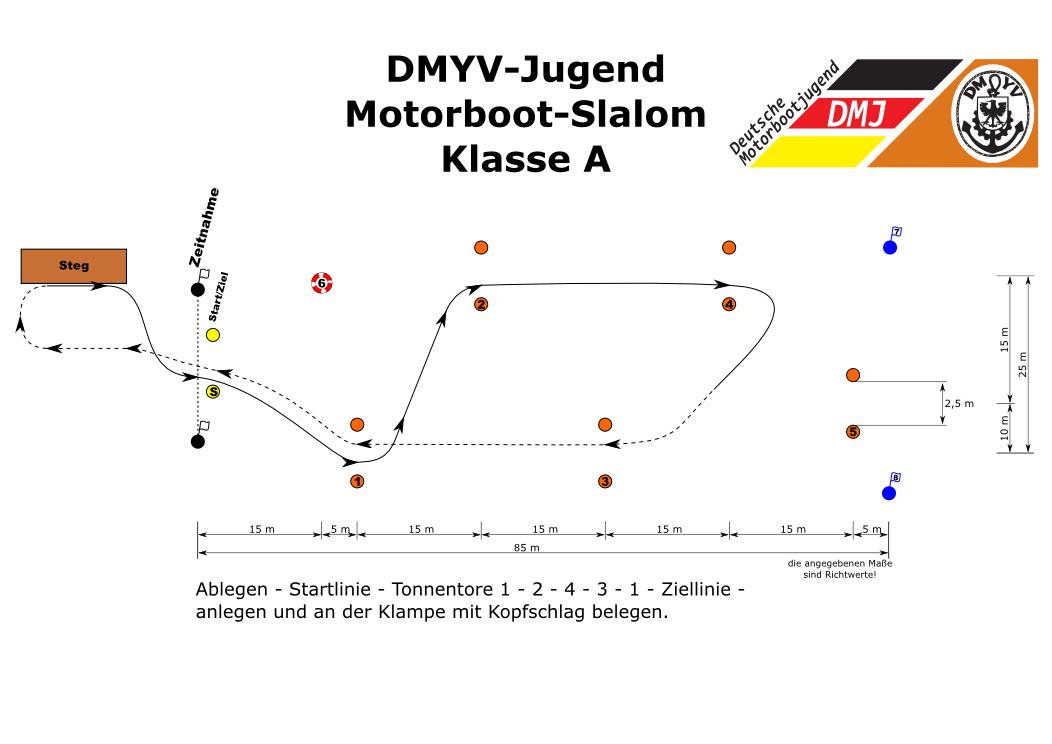 DMYV-Jugend
Motorboot-Slalom
Klasse A
Deutsche
Motorbootjugend
DMJ
DM YV
Zeitnahme
Start/Ziel
Steg
6
7
2
4
S
5
1
3
8
15 m
25 m
2,5 m
10 m
15 m
5 m
15 m
15 m
15 m
15 m
5 m
85 m
die angegebenen Maße
sind Richtwerte!
Ablegen - Startlinie - Tonnentore 1 - 2 - 4 - 3 - 1 - Ziellinie -
anlegen und an der Klampe mit Kopfschlag belegen.